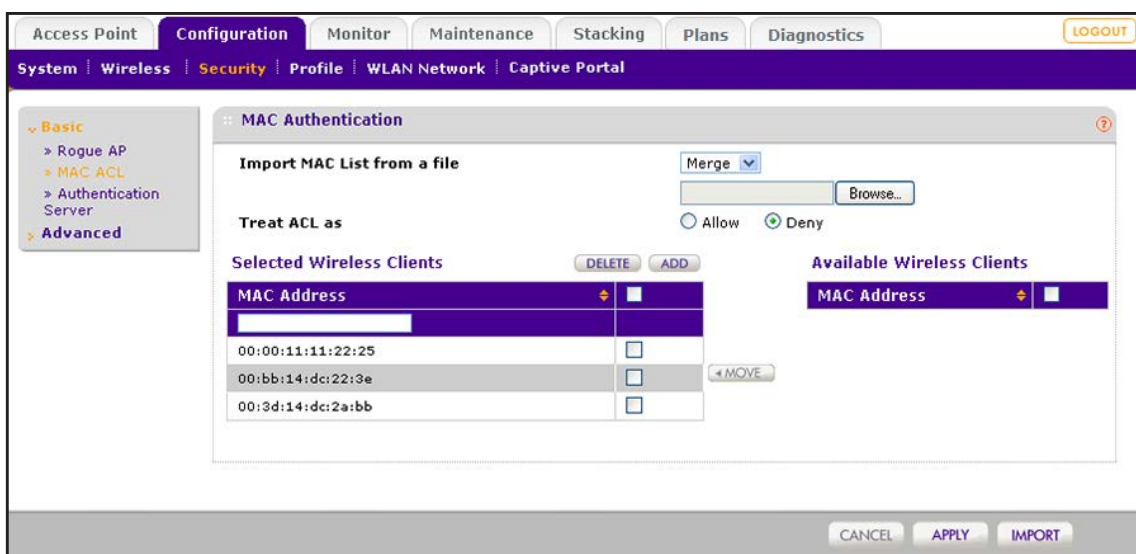 Access Point Configuration Monitor Maintenance Stacking Plans Diagnostics LOGOUT
System Wireless Security Profile WLAN Network Captive Portal
Basic
» Rogue AP
» MAC ACL
» Authentication
Server
Advanced
MAC Authentication ?
Import MAC List from a file Merge
Browse...
Treat ACL as Allow Deny
Selected Wireless Clients DELETE ADD Available Wireless Clients
MAC Address MAC Address
00:00:11:11:22:25
00:bb:14:dc:22:3e
MOVE
00:3d:14:dc:2a:bb
CANCEL APPLY IMPORT